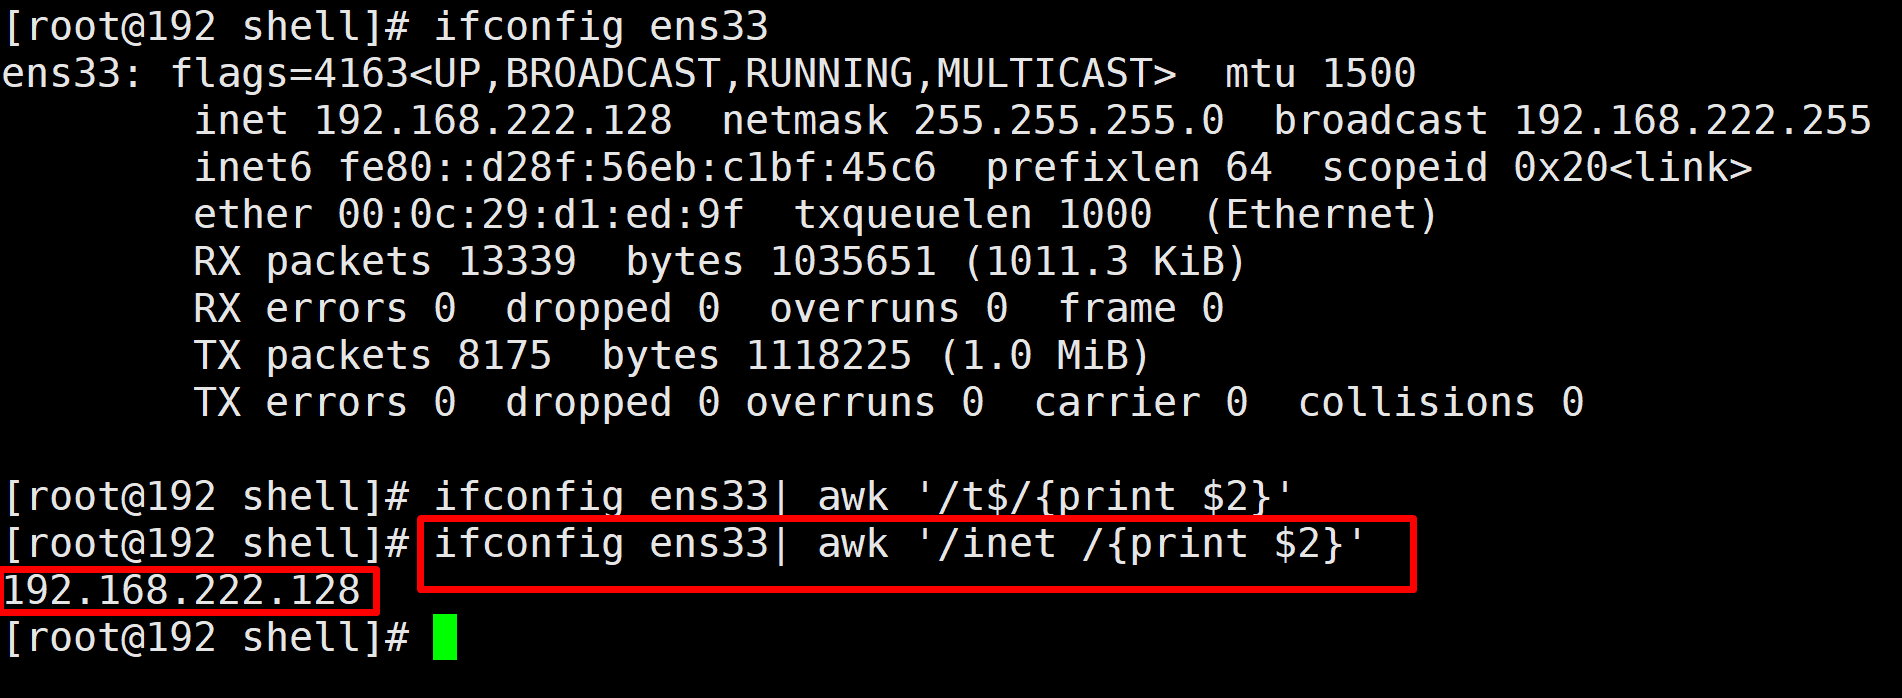 [root@192 shell]# ifconfig ens33
ens33: flags=4163<UP,BROADCAST,RUNNING,MULTICAST>  mtu 1500
        inet 192.168.222.128  netmask 255.255.255.0  broadcast 192.168.222.255
        inet6 fe80::d28f:56eb:c1bf:45c6  prefixlen 64  scopeid 0x20<link>
        ether 00:0c:29:d1:ed:9f  txqueuelen 1000  (Ethernet)
        RX packets 13339  bytes 1035651 (1011.3 KiB)
        RX errors 0  dropped 0  overruns 0  frame 0
        TX packets 8175  bytes 1118225 (1.0 MiB)
        TX errors 0  dropped 0 overruns 0  carrier 0  collisions 0

[root@192 shell]# ifconfig ens33| awk '/t$/{print $2}'
[root@192 shell]# ifconfig ens33| awk '/inet /{print $2}'
192.168.222.128
[root@192 shell]#